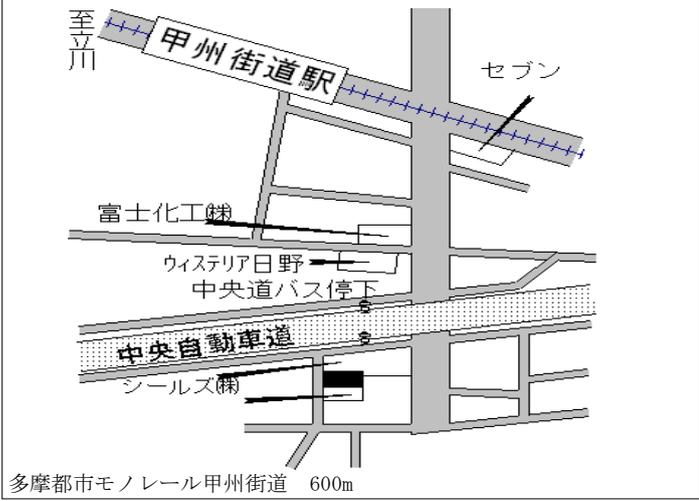 至立川
甲州街道駅
セブン
富士化工㈱
ウィステリア日野
中央道バス停下
中央自動車道
シールズ㈱
多摩都市モノレール甲州街道　600m